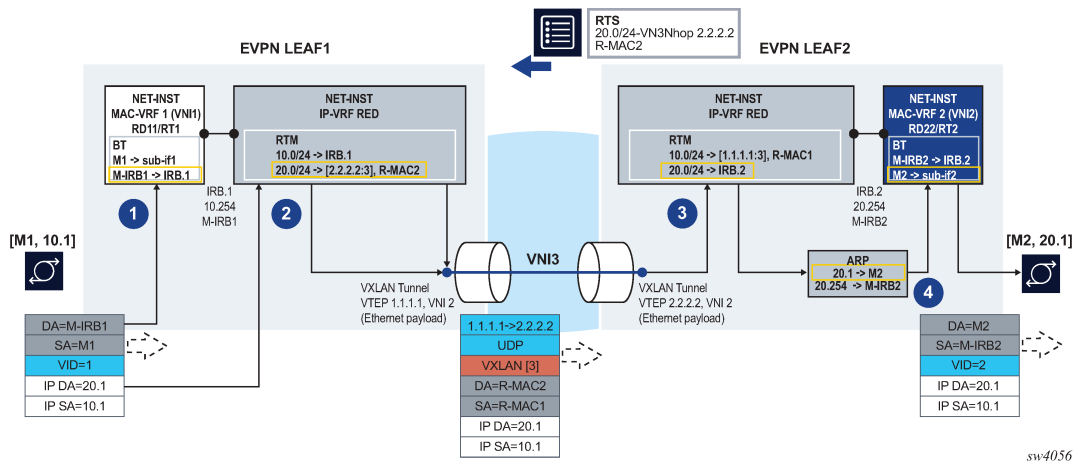 RTS
20.0/24-VN3Nhop 2.2.2.2
R-MAC2
EVPN LEAF1
EVPN LEAF2
NET-INST
MAC-VRF 1 (VNI1)
RD11/RT1
BT
M1 -> sub-if1
M-IRB1 -> IRB.1
NET-INST
IP-VRF RED
RTM
10.0/24 -> IRB.1
20.0/24 -> [2.2.2.2:3], R-MAC2
IRB.1
10.254
M-IRB1
1
2
NET-INST
IP-VRF RED
RTM
10.0/24 -> [1.1.1.1:3], R-MAC1
20.0/24 -> IRB.2
NET-INST
MAC-VRF 2 (VNI2)
RD22/RT2
BT
M-IRB2 -> IRB.2
M2 -> sub-if2
IRB.2
20.254
M-IRB2
3
4
[M1, 10.1]
[M2, 20.1]
VNI3
ARP
20.1 -> M2
20.254 -> M-IRB2
VXLAN Tunnel
VTEP 1.1.1.1, VNI 2
(Ethernet payload)
VXLAN Tunnel
VTEP 2.2.2.2, VNI 2
(Ethernet payload)
DA=M-IRB1
SA=M1
VID=1
IP DA=20.1
IP SA=10.1
1.1.1.1->2.2.2.2
UDP
VXLAN [3]
DA=R-MAC2
SA=R-MAC1
IP DA=20.1
IP SA=10.1
DA=M2
SA=M-IRB2
VID=2
IP DA=20.1
IP SA=10.1
sw4056